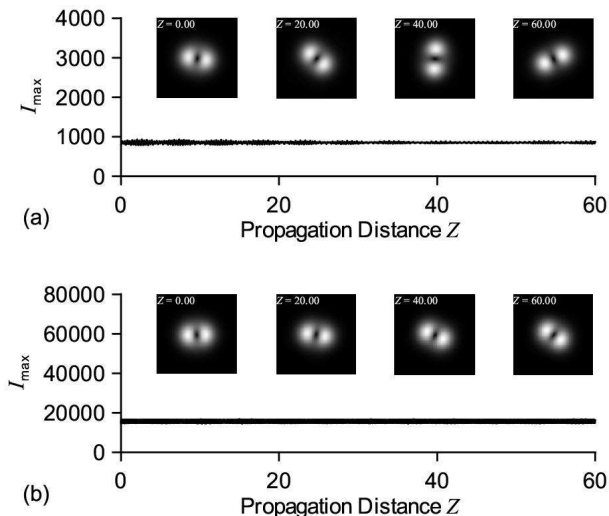 4000
3000
2000
1000
0
I max
Z = 0.00
Z = 20.00
Z = 40.00
Z = 60.00
0 20 40 60
Propagation Distance Z
(a)
80000
60000
40000
20000
0
I max
Z = 0.00
Z = 20.00
Z = 40.00
Z = 60.00
0 20 40 60
Propagation Distance Z
(b)